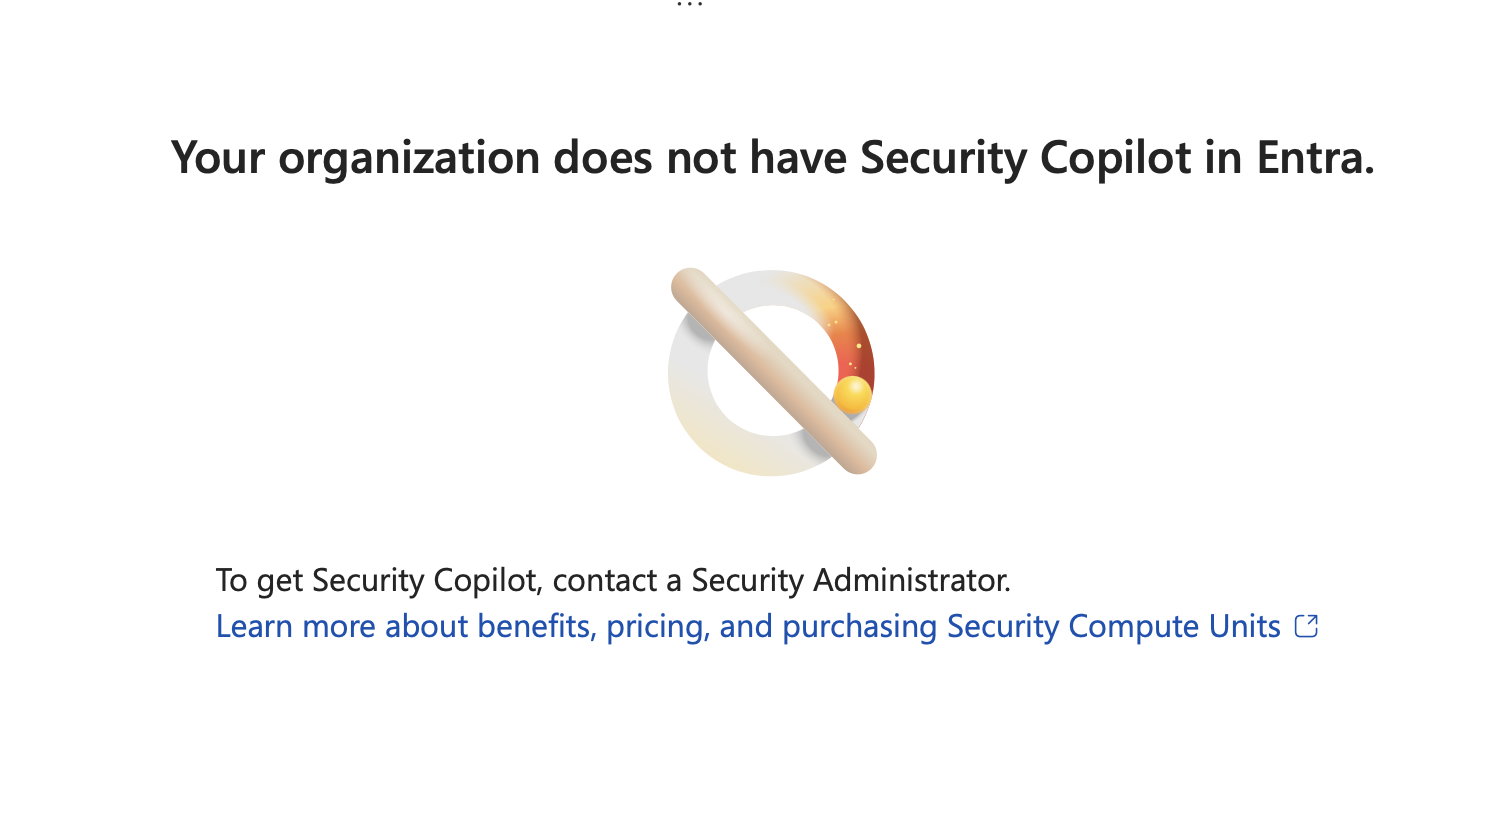 Your organization does not have Security Copilot in Entra.
To get Security Copilot, contact a Security Administrator.
Learn more about benefits, pricing, and purchasing Security Compute Units